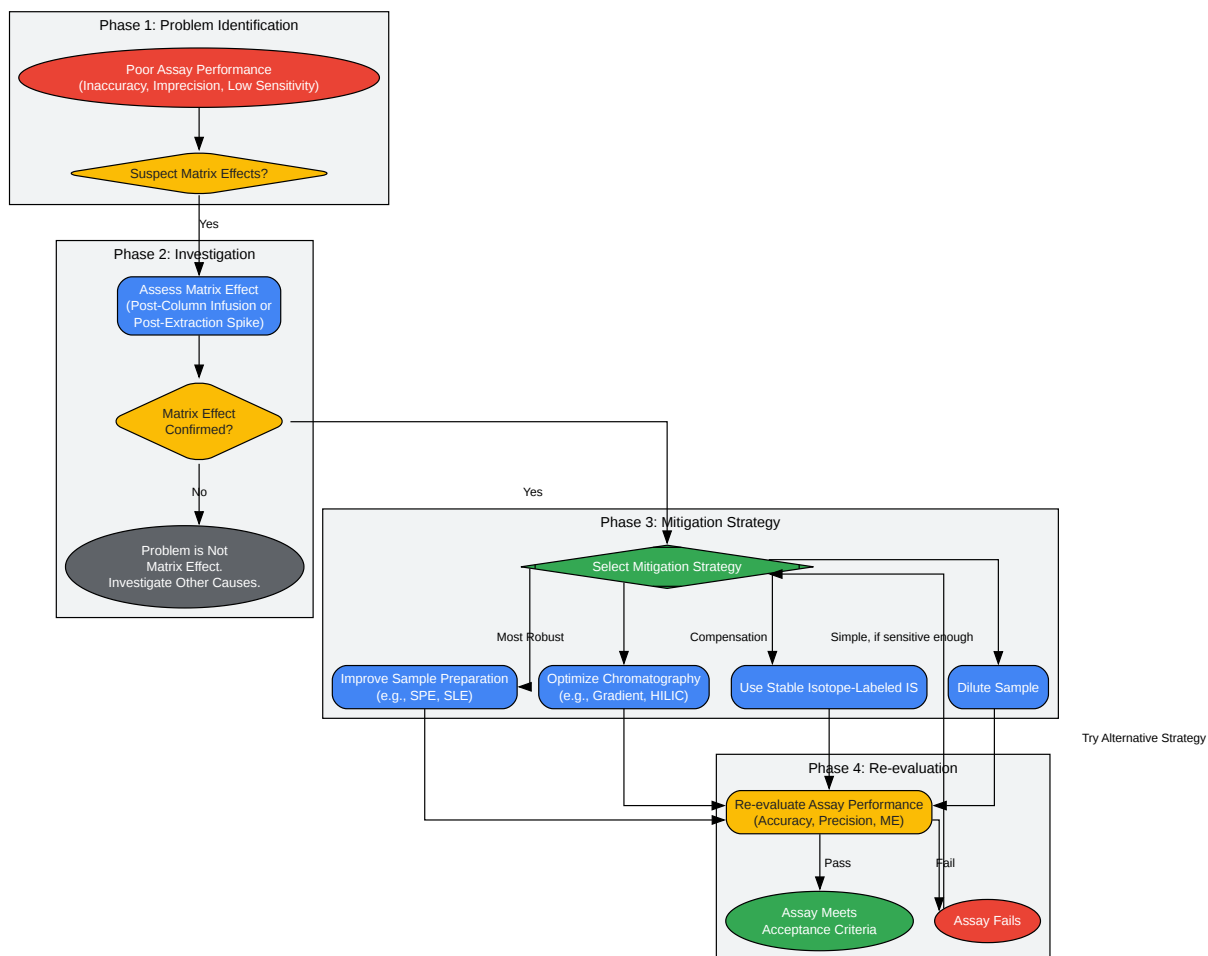 Phase 1: Problem Identification
Poor Assay Performance
(Inaccuracy, Imprecision, Low Sensitivity)
Suspect Matrix Effects?
Yes
Phase 2: Investigation
Assess Matrix Effect
(Post-Column Infusion or
Post-Extraction Spike)
Matrix Effect
Confirmed?
No
Yes
Problem is Not
Matrix Effect.
Investigate Other Causes.
Phase 3: Mitigation Strategy
Select Mitigation Strategy
Most Robust
Compensation
Simple, if sensitive enough
Improve Sample Preparation
(e.g., SPE, SLE)
Optimize Chromatography
(e.g., Gradient, HILIC)
Use Stable Isotope-Labeled IS
Dilute Sample
Try Alternative Strategy
Phase 4: Re-evaluation
Re-evaluate Assay Performance
(Accuracy, Precision, ME)
Pass
Fail
Assay Meets
Acceptance Criteria
Assay Fails